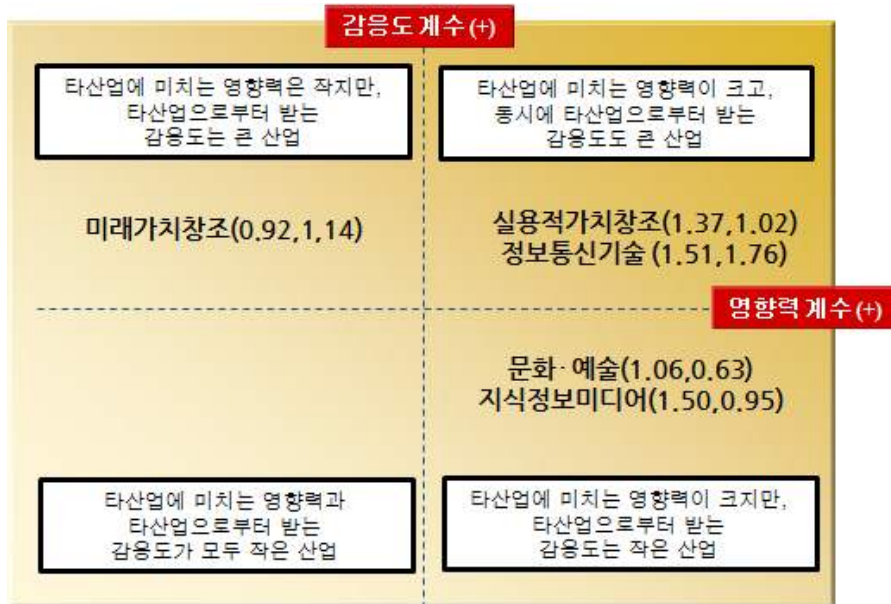 감응도 계수 (+)
타산업에 미치는 영향력은 작지만,
타산업으로부터 받는
감응도는 큰 산업
타산업에 미치는 영향력이 크고,
동시에 타산업으로부터 받는
감응도도 큰 산업
미래가치창조(0.92,1,14)
실용적가치창조(1.37,1.02)
정보통신기술 (1.51,1.76)
영향력 계수 (+)
문화· 예술(1.06,0.63)
지식정보미디어(1.50,0.95)
타산업에 미치는 영향력과
타산업으로부터 받는
감응도가 모두 작은 산업
타산업에 미치는 영향력이 크지만,
타산업으로부터 받는
감응도는 작은 산업